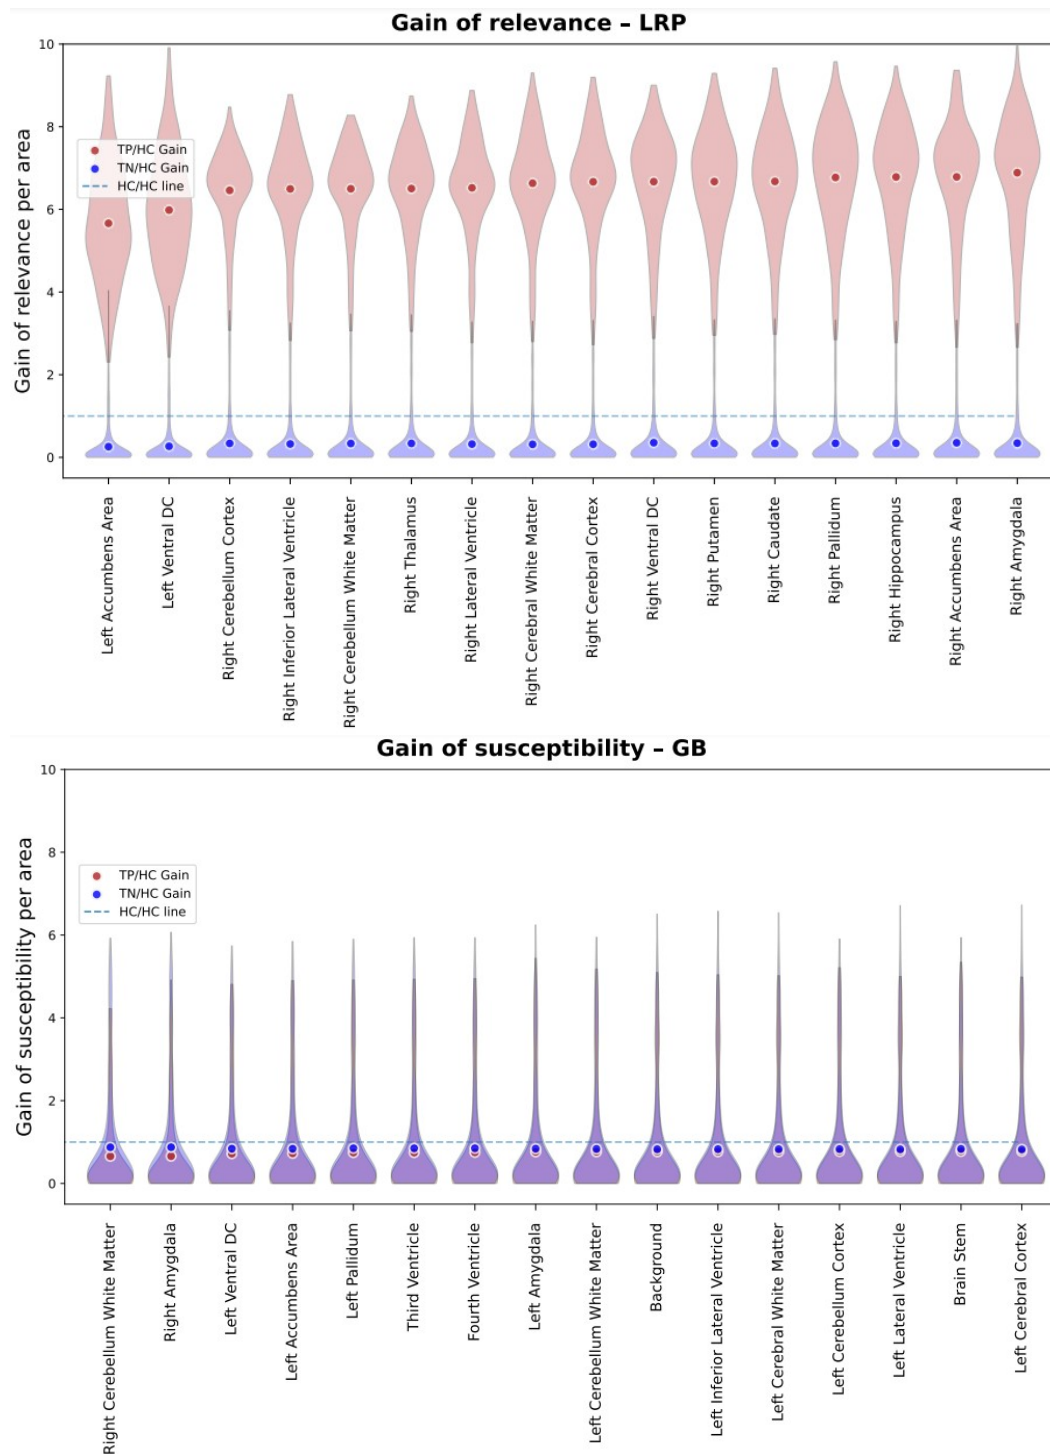 Gain of relevance – LRP
Gain of relevance per area
10
8
6
4
2
0
TP/HC Gain
TN/HC Gain
HC/HC line
Left Accumbens Area
Left Ventral DC
Right Cerebellum Cortex
Right Inferior Lateral Ventricle
Right Cerebellum White Matter
Right Thalamus
Right Lateral Ventricle
Right Cerebral White Matter
Right Cerebral Cortex
Right Ventral DC
Right Putamen
Right Caudate
Right Pallidum
Right Hippocampus
Right Accumbens Area
Right Amygdala
Gain of susceptibility – GB
Gain of susceptibility per area
10
8
6
4
2
0
TP/HC Gain
TN/HC Gain
HC/HC line
Right Cerebellum White Matter
Right Amygdala
Left Ventral DC
Left Accumbens Area
Left Pallidum
Third Ventricle
Fourth Ventricle
Left Amygdala
Left Cerebellum White Matter
Background
Left Inferior Lateral Ventricle
Left Cerebral White Matter
Left Cerebellum Cortex
Left Lateral Ventricle
Brain Stem
Left Cerebral Cortex